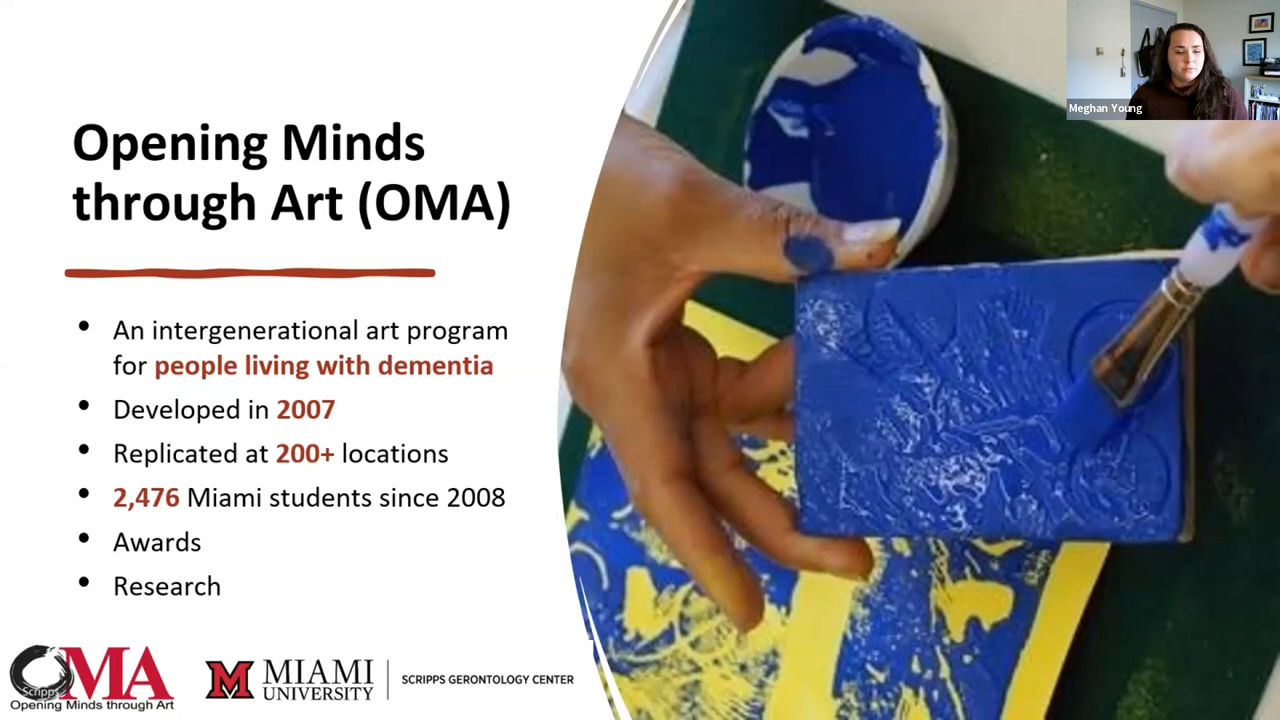 Meghan Young
Opening Minds
through Art (OMA)
• An intergenerational art program
for people living with dementia
• Developed in 2007
• Replicated at 200+ locations
• 2,476 Miami students since 2008
• Awards
• Research
OMA
Scripps
Opening Minds through Art
M
MIAMI
UNIVERSITY
SCRIPPS GERONTOLOGY CENTER